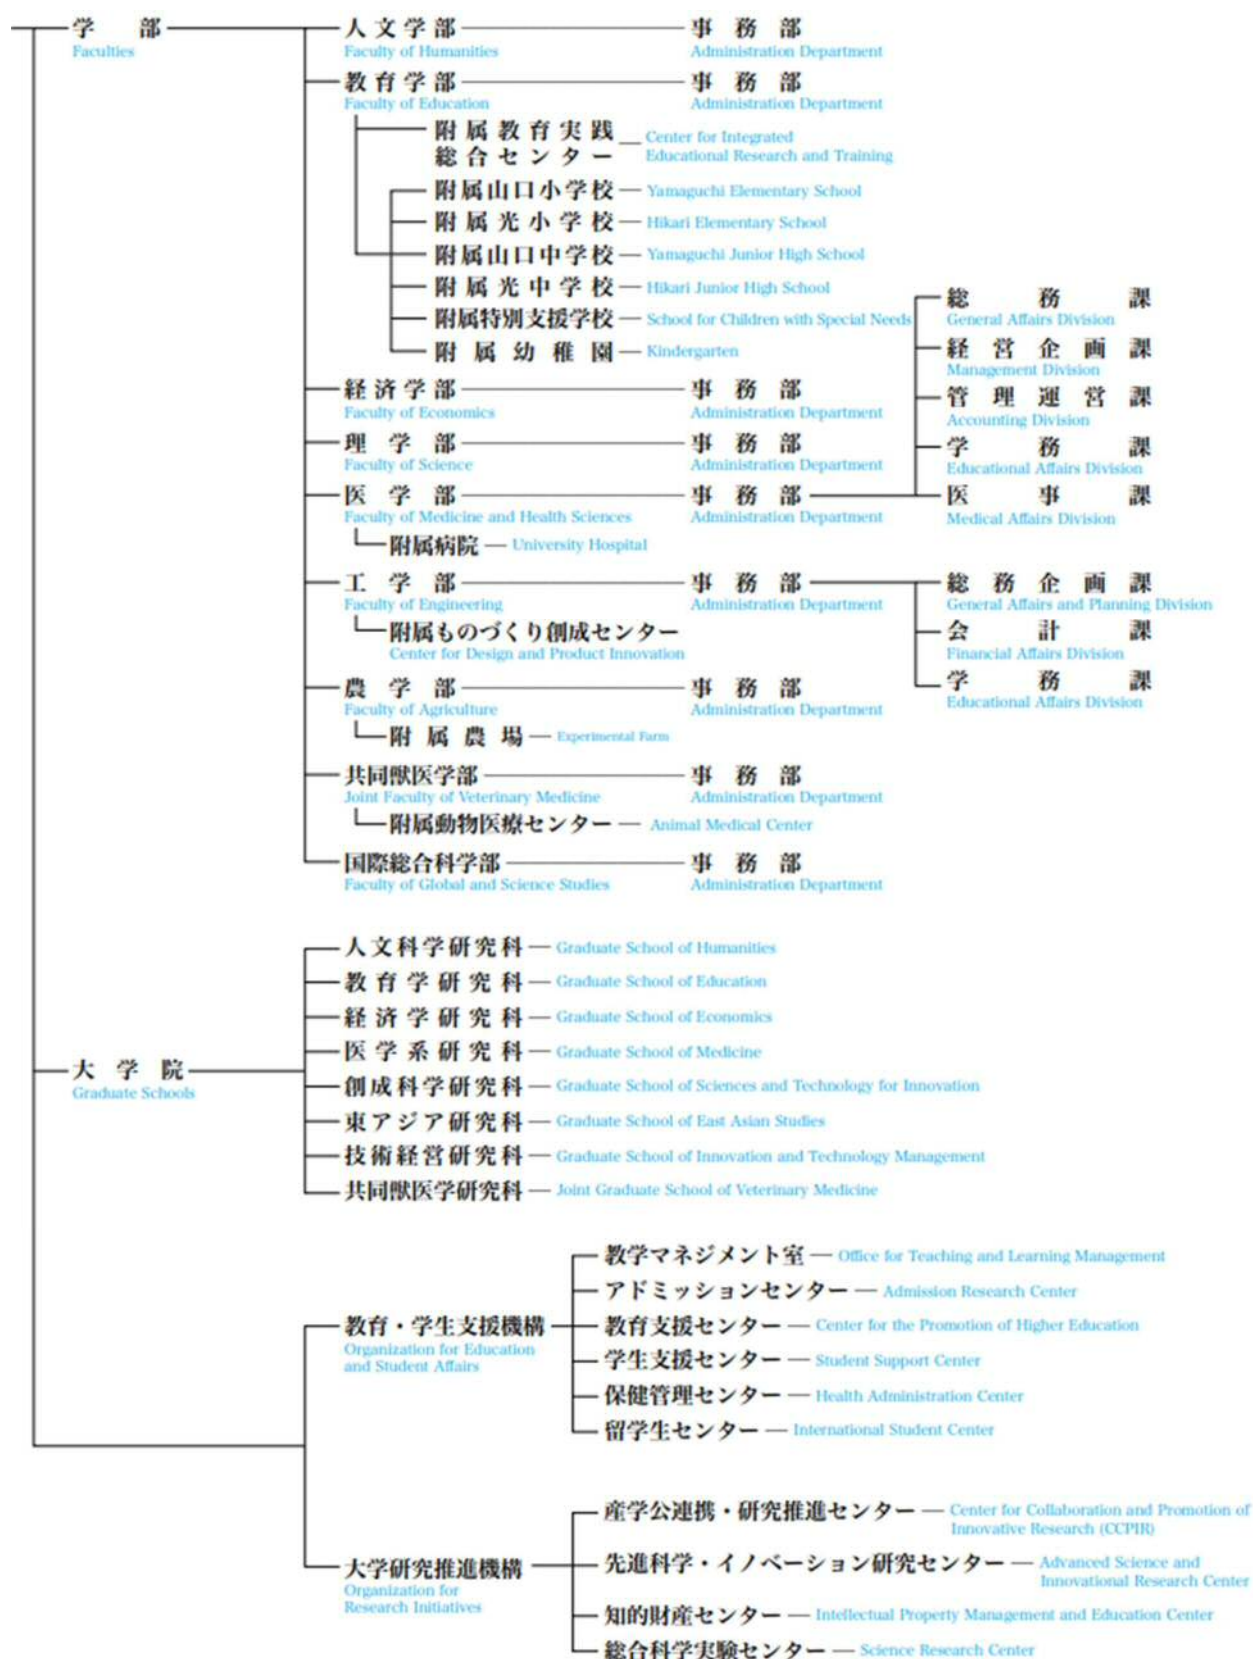 学部
Faculties
人文学部
Faculty of Humanities
事務部
Administration Department
教育学部
Faculty of Education
事務部
Administration Department
附属教育実践
総合センター
Center for Integrated
Educational Research and Training
附属山口小学校
Yamaguchi Elementary School
附属光小学校
Hikari Elementary School
附属山口中学校
Yamaguchi Junior High School
附属光中学校
Hikari Junior High School
附属特別支援学校
School for Children with Special Needs
附属幼稚園
Kindergarten
経済学部
Faculty of Economics
事務部
Administration Department
理学部
Faculty of Science
事務部
Administration Department
医学部
Faculty of Medicine and Health Sciences
事務部
Administration Department
総務課
General Affairs Division
経営企画課
Management Division
管理運営課
Accounting Division
学務課
Educational Affairs Division
医事課
Medical Affairs Division
附属病院
University Hospital
工学部
Faculty of Engineering
事務部
Administration Department
総務企画課
General Affairs and Planning Division
会計課
Financial Affairs Division
学務課
Educational Affairs Division
附属ものづくり創成センター
Center for Design and Product Innovation
農学部
Faculty of Agriculture
事務部
Administration Department
附属農場
Experimental Farm
共同獣医学部
Joint Faculty of Veterinary Medicine
事務部
Administration Department
附属動物医療センター
Animal Medical Center
国際総合科学部
Faculty of Global and Science Studies
事務部
Administration Department
大学院
Graduate Schools
人文科学研究科
Graduate School of Humanities
教育学研究科
Graduate School of Education
経済学研究科
Graduate School of Economics
医学系研究科
Graduate School of Medicine
創成科学研究科
Graduate School of Sciences and Technology for Innovation
東アジア研究科
Graduate School of East Asian Studies
技術経営研究科
Graduate School of Innovation and Technology Management
共同獣医学研究科
Joint Graduate School of Veterinary Medicine
教育・学生支援機構
Organization for Education
and Student Affairs
教学マネジメント室
Office for Teaching and Learning Management
アドミッションセンター
Admission Research Center
教育支援センター
Center for the Promotion of Higher Education
学生支援センター
Student Support Center
保健管理センター
Health Administration Center
留学生センター
International Student Center
大学研究推進機構
Organization for
Research Initiatives
産学公連携・研究推進センター
Center for Collaboration and Promotion of
Innovative Research (CCPIR)
先進科学・イノベーション研究センター
Advanced Science and
Innovational Research Center
知的財産センター
Intellectual Property Management and Education Center
総合科学実験センター
Science Research Center